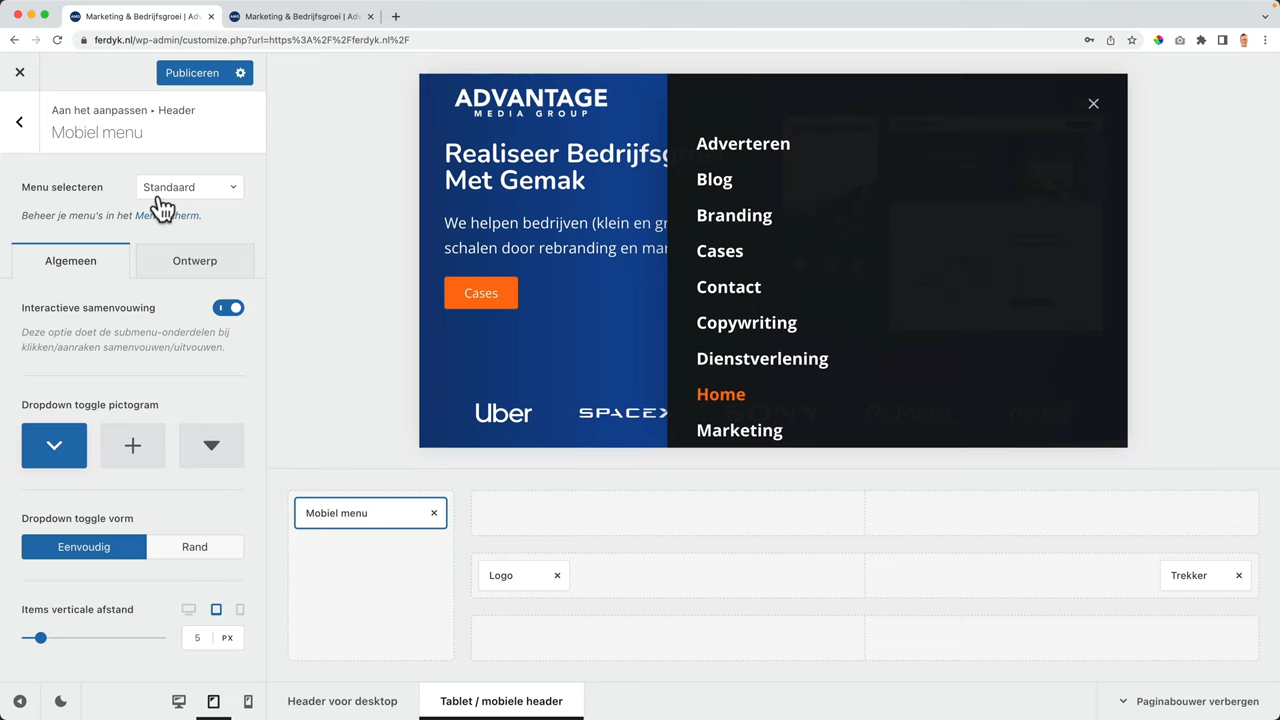 Marketing & Bedrijfsgroei | Adv
Marketing & Bedrijfsgroei | Adv
ferdyk.nl/wp-admin/customize.php?url=https%3A%2F%2Fferdyk.nl%2F
Publiceren
Aan het aanpassen ▸ Header
Mobiel menu
Menu selecteren
Standaard
Beheer je menu's in het
Algemeen
Ontwerp
Interactieve samenvouwing
Deze optie doet de submenu-onderdelen bij
klikken/aanraken samenvouwen/uitvouwen.
Dropdown toggle pictogram
Dropdown toggle vorm
Eenvoudig
Rand
Items verticale afstand
5
PX
ADVANTAGE
MEDIA GROUP
Realiseer Bedrijfsgroei
Met Gemak
We helpen bedrijven (klein en gr
schalen door rebranding en mar
Cases
Uber
SPACEX
SONY
Adverteren
Blog
Branding
Cases
Contact
Copywriting
Dienstverlening
Home
Marketing
Mobiel menu
Logo
Trekker
Header voor desktop
Tablet / mobiele header
Paginabouwer verbergen